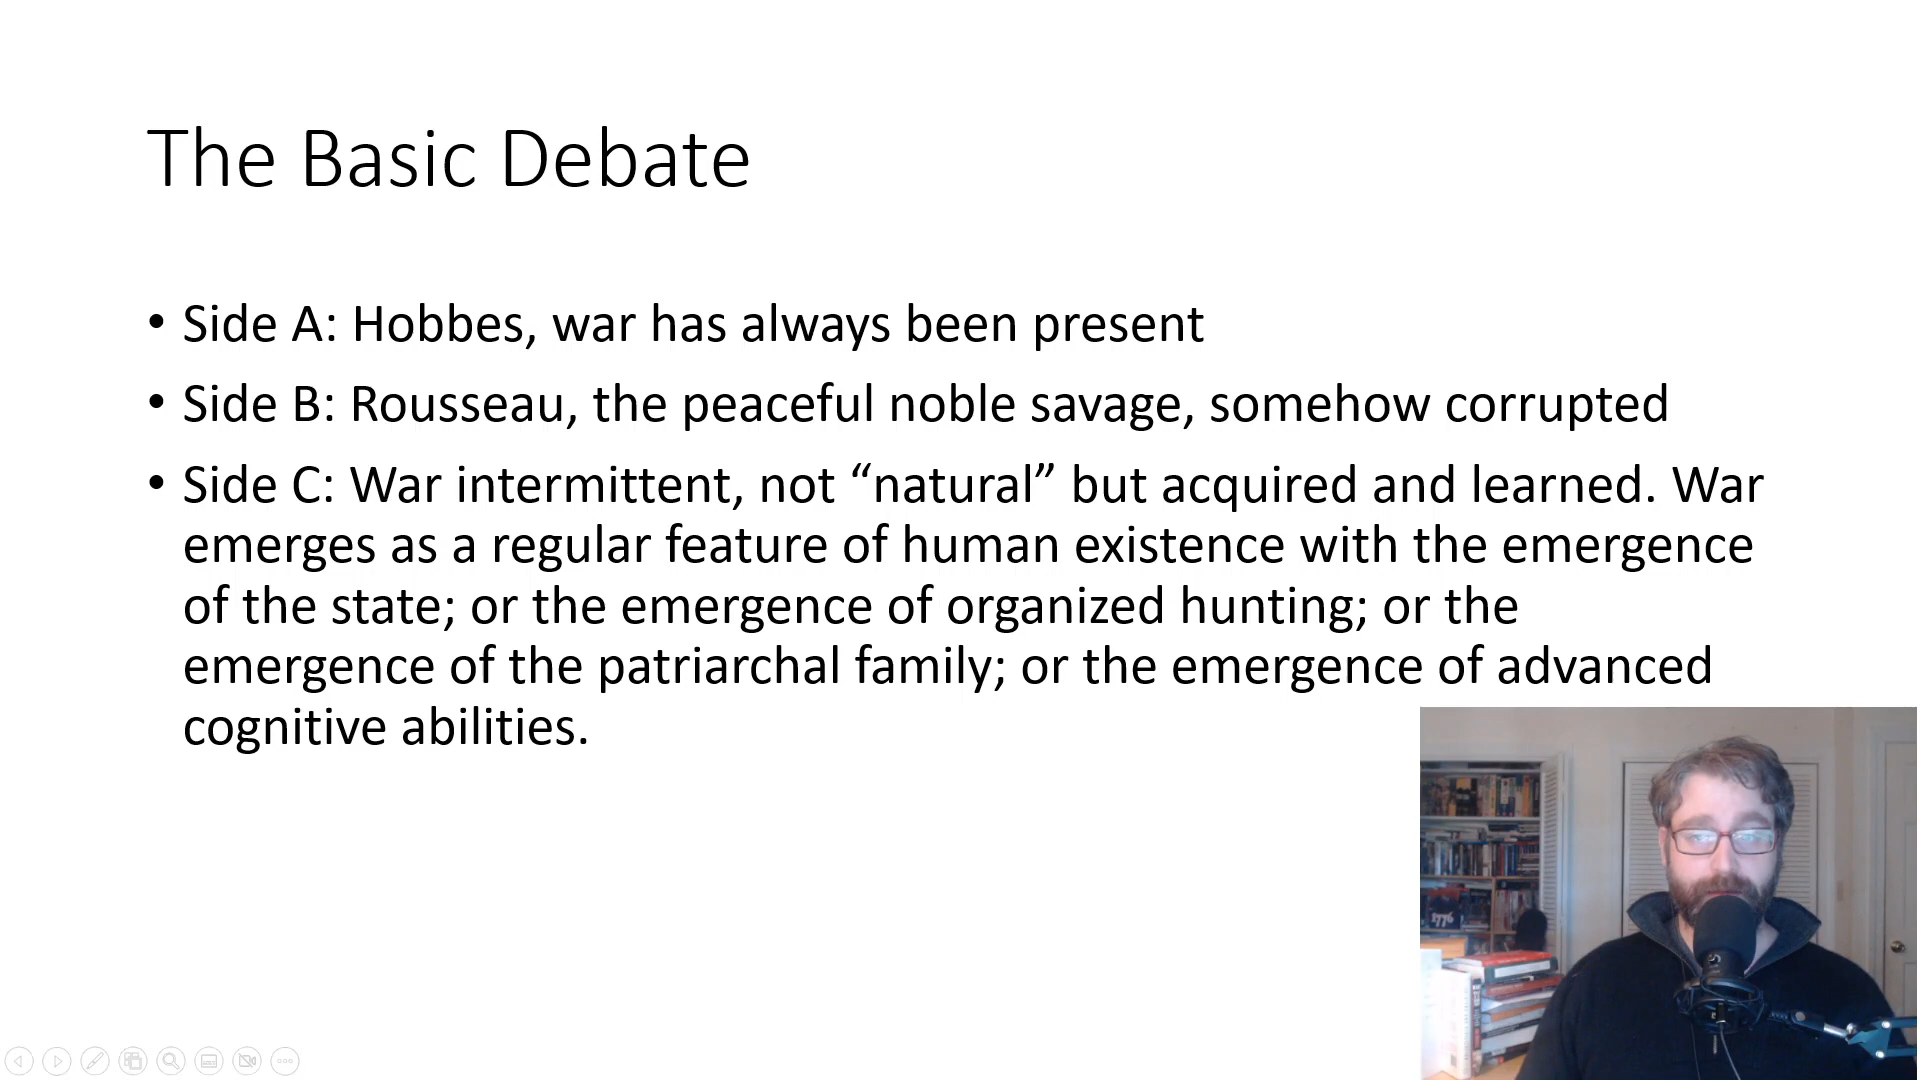 The Basic Debate
• Side A: Hobbes, war has always been present
• Side B: Rousseau, the peaceful noble savage, somehow corrupted
• Side C: War intermittent, not “natural” but acquired and learned. War
emerges as a regular feature of human existence with the emergence
of the state; or the emergence of organized hunting; or the
emergence of the patriarchal family; or the emergence of advanced
cognitive abilities.
1776